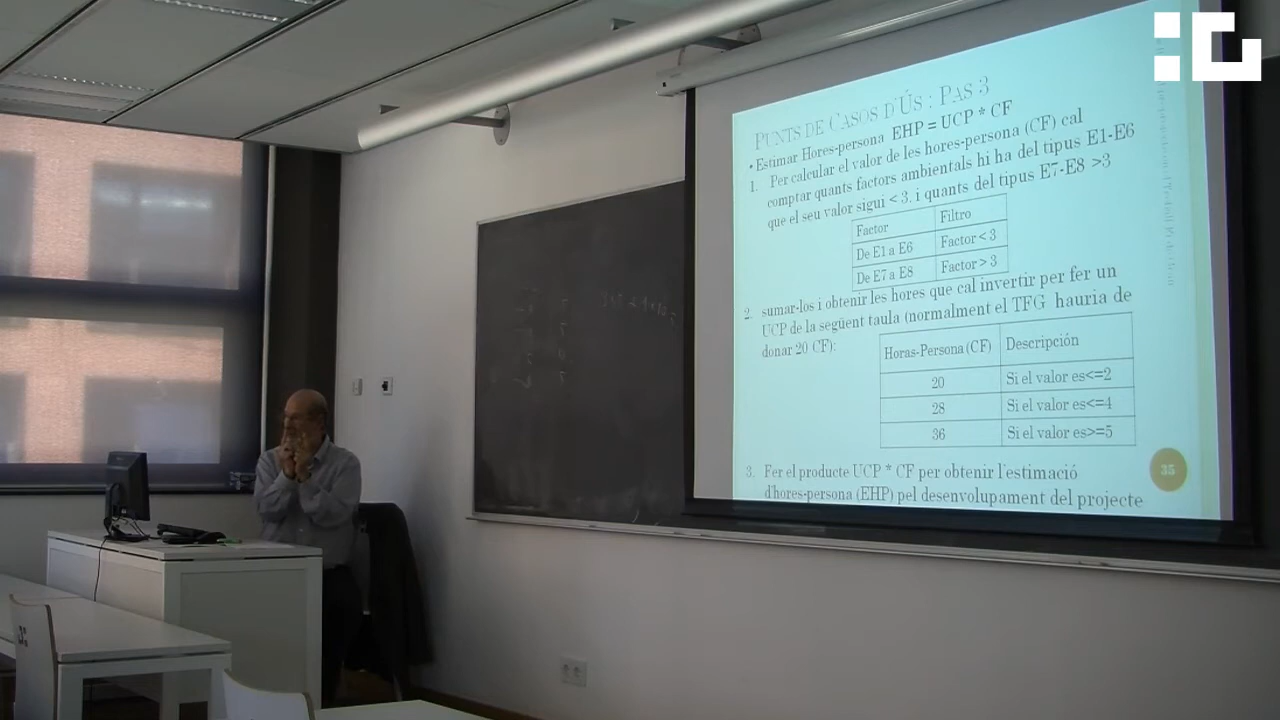 PUNTS DE CASOS D'ÚS : PAS 3
• Estimar Hores-persona EHP = UCP * CF
1. Per calcular el valor de les hores-persona (CF) cal
comptar quants factors ambientals hi ha del tipus E1-E6
que el seu valor sigui < 3. i quants del tipus E7-E8 >3
Factor Filtro
De E1 a E6 Factor < 3
De E7 a E8 Factor > 3
2. sumar-los i obtenir les hores que cal invertir per fer un
UCP de la següent taula (normalment el TFG hauria de
donar 20 CF):
Horas-Persona (CF) Descripción
20 Si el valor es<=2
28 Si el valor es<=4
36 Si el valor es>=5
3. Fer el producte UCP * CF per obtenir l'estimació
d'hores-persona (EHP) pel desenvolupament del projecte
35